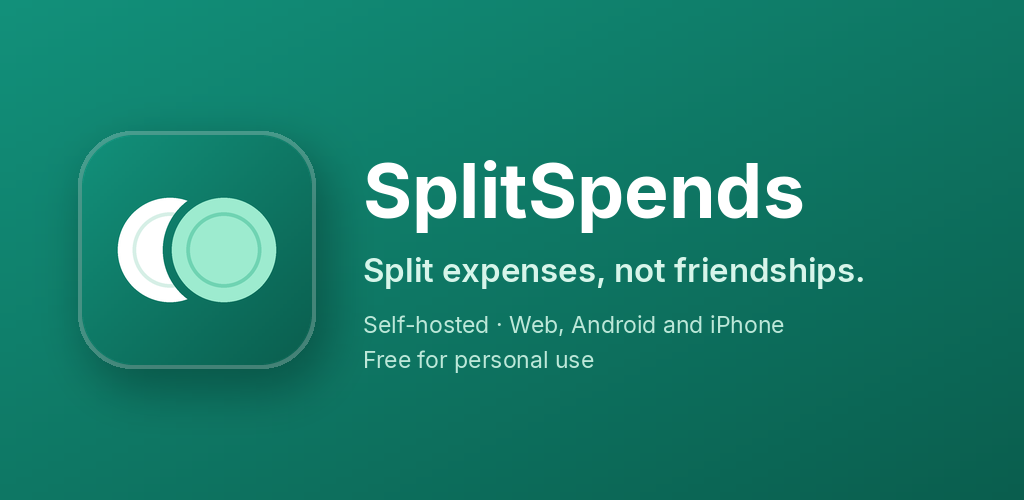 SplitSpends
Split expenses, not friendships.
Self-hosted · Web, Android and iPhone
Free for personal use